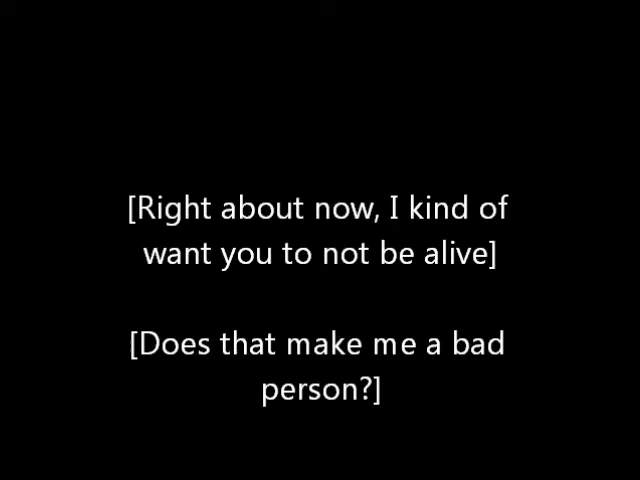 [Right about now, I kind of
want you to not be alive]
[Does that make me a bad
person?]